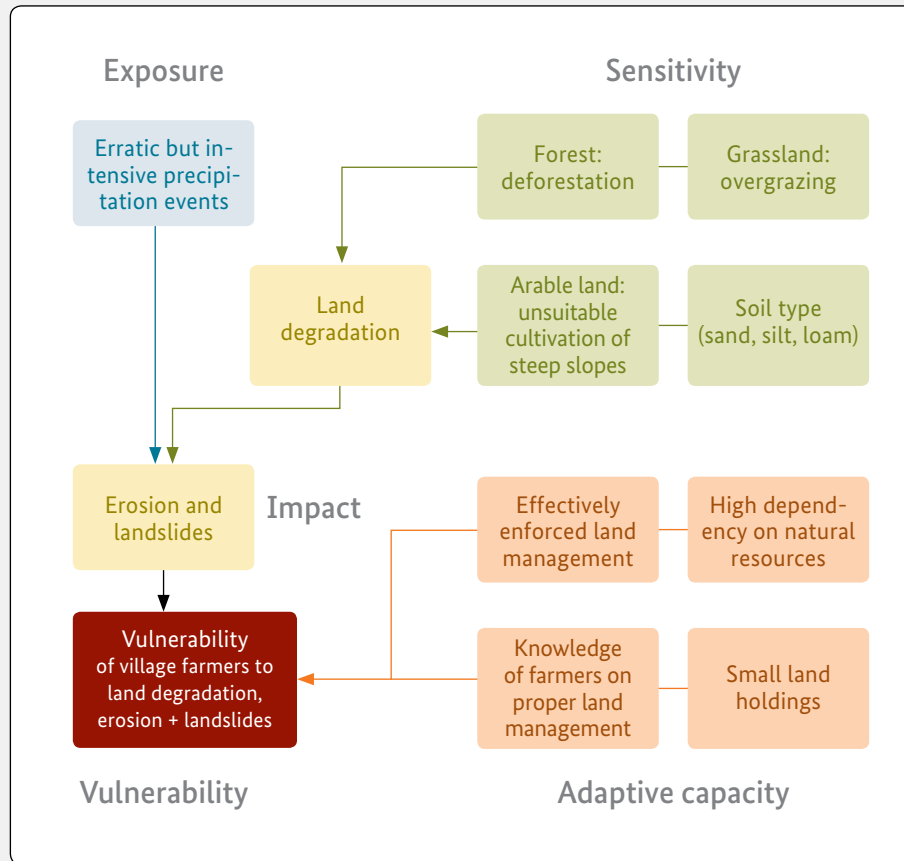 Exposure
Sensitivity
Erratic but in-
tensive precipi-
tation events
Forest:
deforestation
Grassland:
overgrazing
Land
degradation
Arable land:
unsuitable
cultivation of
steep slopes
Soil type
(sand, silt, loam)
Erosion and
landslides
Impact
Effectively
enforced land
management
High depend-
ency on natural
resources
Vulnerability
of village farmers to
land degradation,
erosion + landslides
Knowledge
of farmers on
proper land
management
Small land
holdings
Vulnerability
Adaptive capacity